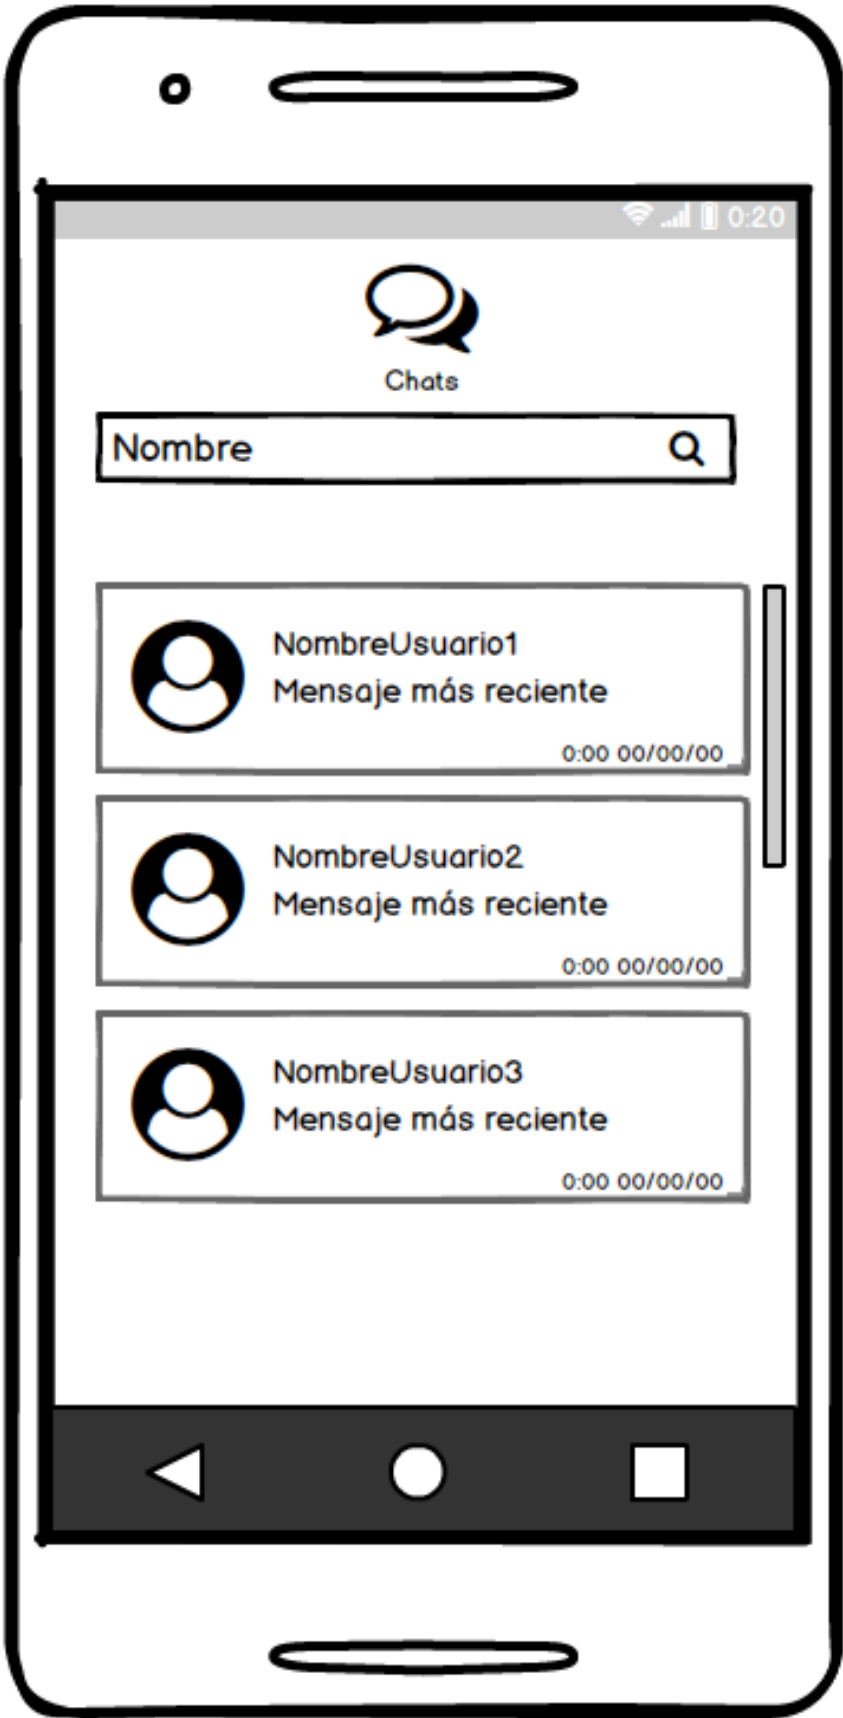 0:20
Chats
Nombre
NombreUsuario1
Mensaje más reciente
0:00 00/00/00
NombreUsuario2
Mensaje más reciente
0:00 00/00/00
NombreUsuario3
Mensaje más reciente
0:00 00/00/00